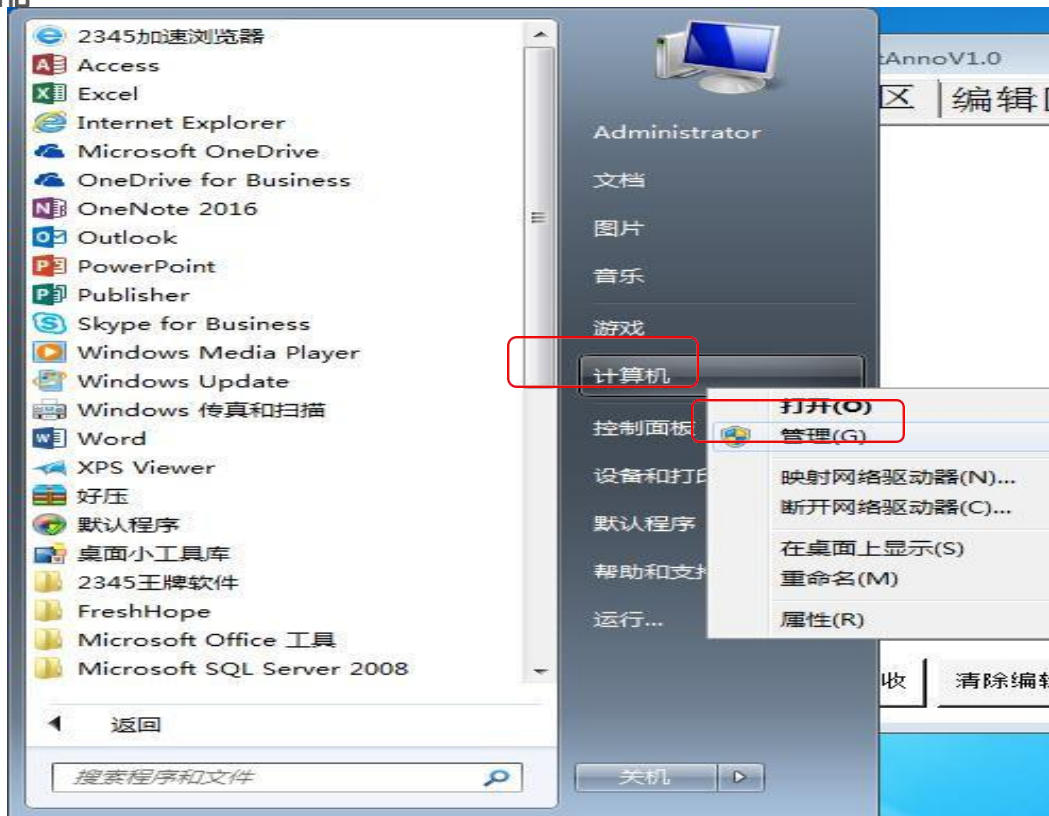 2345加速浏览器
Access
Excel
Internet Explorer
Microsoft OneDrive
OneDrive for Business
OneNote 2016
Outlook
PowerPoint
Publisher
Skype for Business
Windows Media Player
Windows Update
Windows 传真和扫描
Word
XPS Viewer
好压
默认程序
桌面小工具库
2345王牌软件
FreshHope
Microsoft Office 工具
Microsoft SQL Server 2008
返回
搜索程序和文件
Administrator
文档
图片
音乐
游戏
计算机
控制面板
设备和打印
默认程序
帮助和支持
运行...
关机
打开(O)
管理(G)
映射网络驱动器(N)...
断开网络驱动器(C)...
在桌面上显示(S)
重命名(M)
属性(R)
AnnoV1.0
区 编辑
收 清除编辑